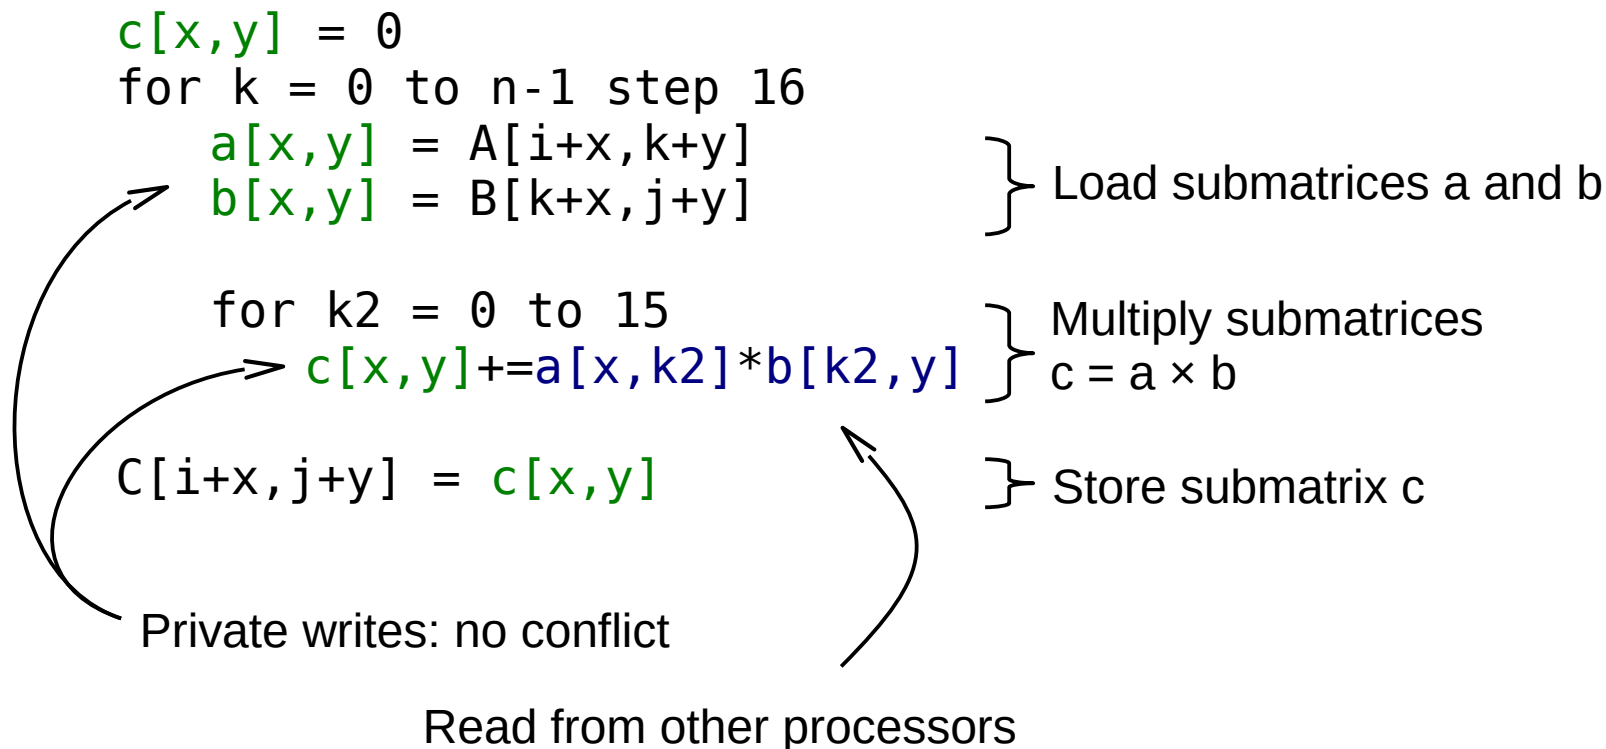 c[x,y] = 0
for k = 0 to n-1 step 16
a[x,y] = A[i+x,k+y]
b[x,y] = B[k+x,j+y]
Load submatrices a and b
for k2 = 0 to 15
c[x,y]+=a[x,k2]*b[k2,y]
Multiply submatrices
c = a × b
C[i+x,j+y] = c[x,y]
Store submatrix c
Private writes: no conflict
Read from other processors